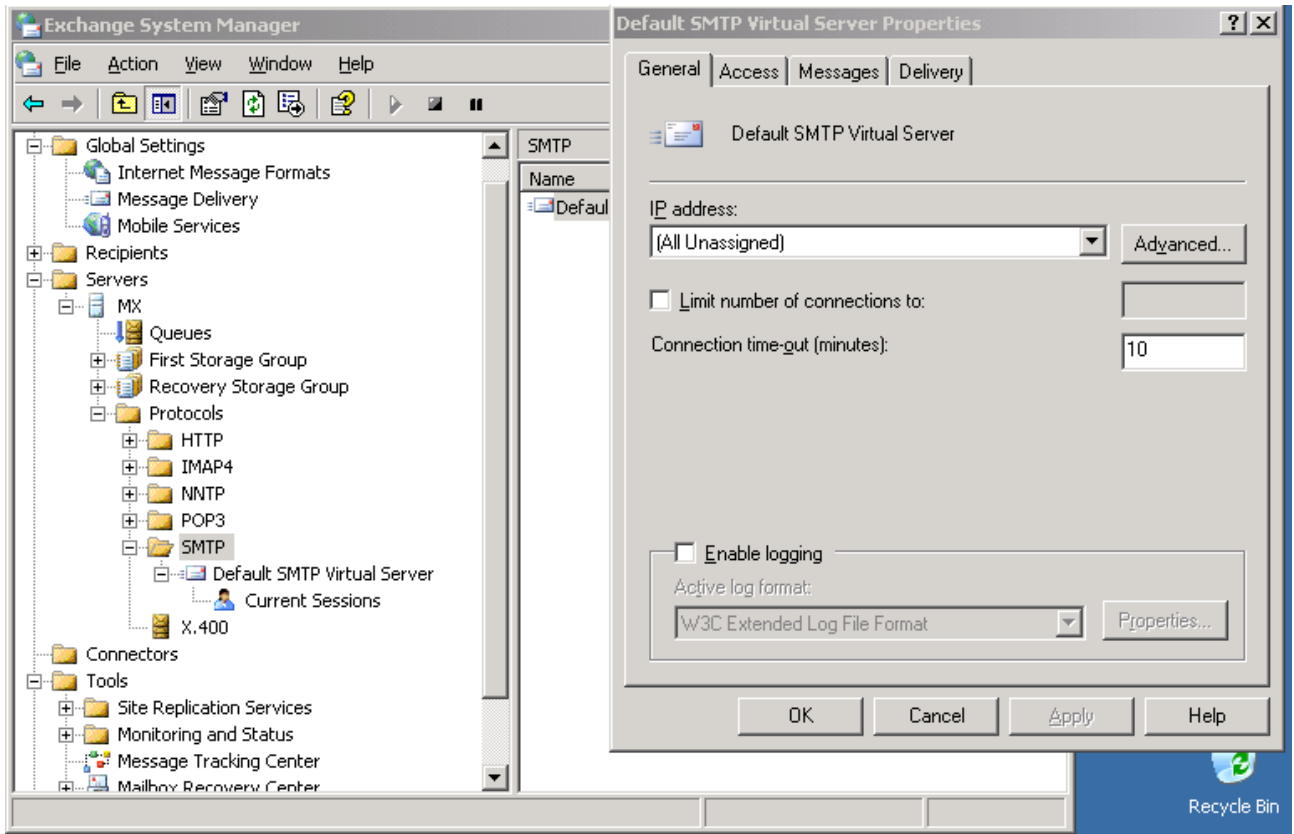 Exchange System Manager
File Action View Window Help
Global Settings
Internet Message Formats
Message Delivery
Mobile Services
Recipients
Servers
MX
Queues
First Storage Group
Recovery Storage Group
Protocols
HTTP
IMAP4
NNTP
POP3
SMTP
Default SMTP Virtual Server
Current Sessions
X.400
Connectors
Tools
Site Replication Services
Monitoring and Status
Message Tracking Center
Mailbox Recovery Center
SMTP
Name
Defaul
Default SMTP Virtual Server Properties
General Access Messages Delivery
Default SMTP Virtual Server
IP address:
(All Unassigned) Advanced...
Limit number of connections to:
Connection time-out (minutes): 10
Enable logging
Active log format:
W3C Extended Log File Format Properties...
OK Cancel Apply Help
Recycle Bin